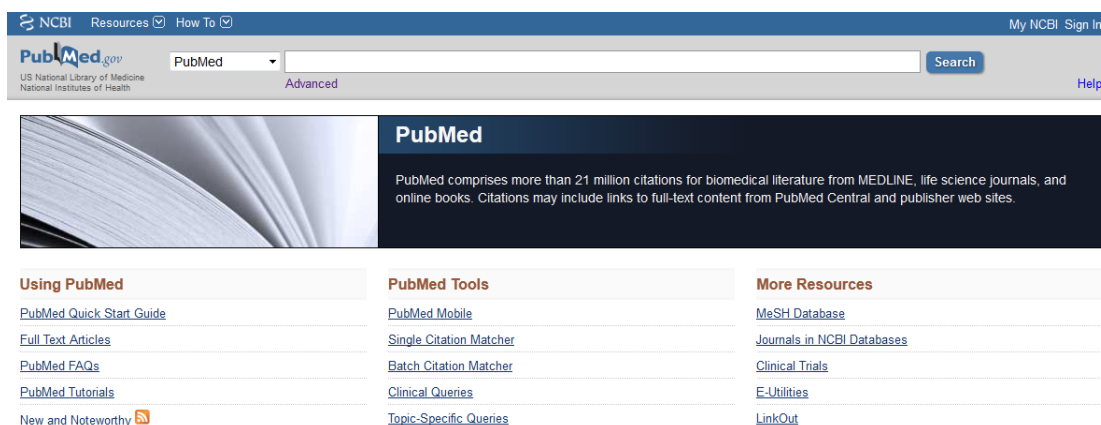 NCBI Resources How To My NCBI Sign In
PubMed.gov
US National Library of Medicine
National Institutes of Health
PubMed
Search
Advanced
Help
PubMed
PubMed comprises more than 21 million citations for biomedical literature from MEDLINE, life science journals, and
online books. Citations may include links to full-text content from PubMed Central and publisher web sites.
Using PubMed
PubMed Quick Start Guide
Full Text Articles
PubMed FAQs
PubMed Tutorials
New and Noteworthy
PubMed Tools
PubMed Mobile
Single Citation Matcher
Batch Citation Matcher
Clinical Queries
Topic-Specific Queries
More Resources
MeSH Database
Journals in NCBI Databases
Clinical Trials
E-Utilities
LinkOut